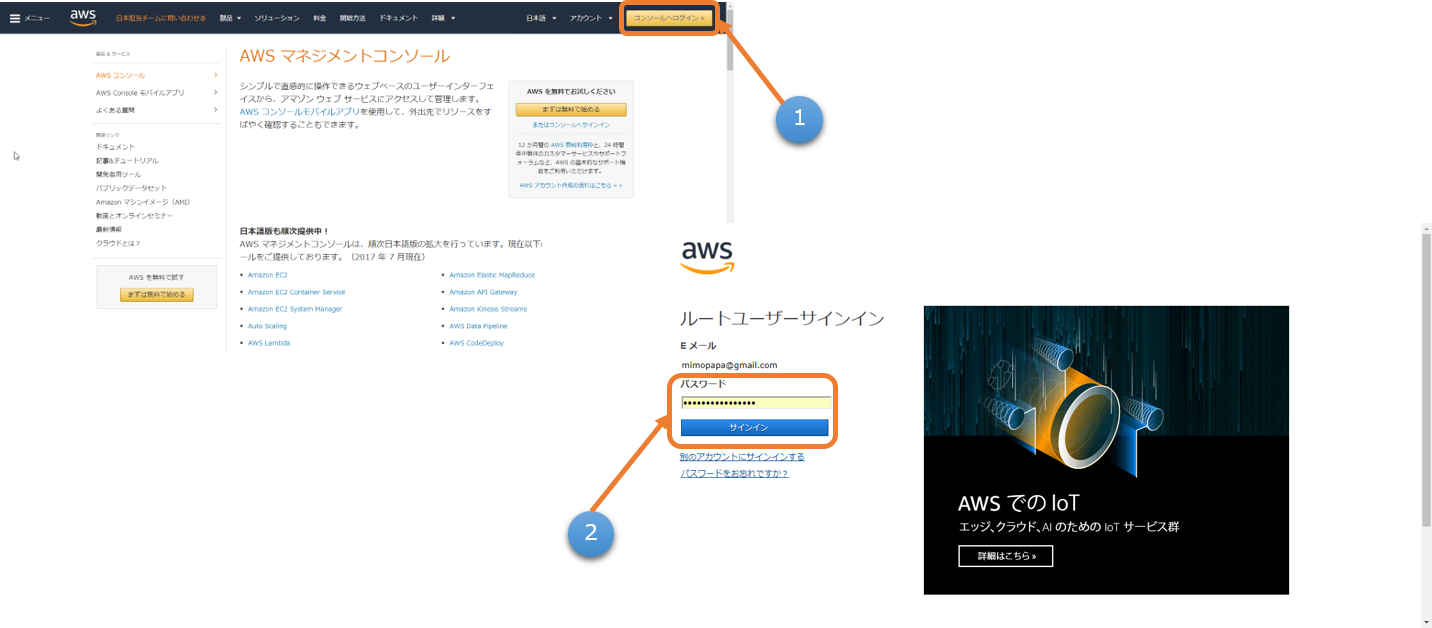 メニュー
aws
日本担当チームに問い合わせる
製品
ソリューション
料金
開始方法
ドキュメント
詳細
日本語
アカウント
コンソールへログイン »
1
製品 & サービス
AWS コンソール
AWS Console モバイルアプリ
よくある質問
関連リンク
ドキュメント
記事&チュートリアル
開発者用ツール
パブリックデータセット
Amazon マシンイメージ（AMI）
動画とオンラインセミナー
最新情報
クラウドとは？
AWS を無料で試す
まずは無料で始める
AWS マネジメントコンソール
シンプルで直感的に操作できるウェブベースのユーザーインターフェ
イスから、アマゾン ウェブ サービスにアクセスして管理します。
AWS コンソールモバイルアプリを使用して、外出先でリソースをす
ばやく確認することもできます。
AWS を無料でお試しください
まずは無料で始める
またはコンソールへサインイン
12 か月間の AWS 無料利用枠と、24 時間
年中無休のカスタマーサービスやサポートフ
ォーラムなど、AWS の基本的なサポート機
能をご利用いただけます。
AWS アカウント作成の流れはこちら » »
日本語版も順次提供中！
AWS マネジメントコンソールは、順次日本語版の拡大を行っています。現在以下
ールをご提供しております。（2017 年 7 月現在）
Amazon EC2
Amazon EC2 Container Service
Amazon EC2 System Manager
Auto Scaling
AWS Lambda
Amazon Elastic MapReduce
Amazon API Gateway
Amazon Kinesis Streams
AWS Data Pipeline
AWS CodeDeploy
aws
ルートユーザーサインイン
E メール
mimopapa@gmail.com
パスワード
サインイン
別のアカウントにサインインする
パスワードをお忘れですか？
2
AWS での IoT
エッジ、クラウド、AI のための IoT サービス群
詳細はこちら »